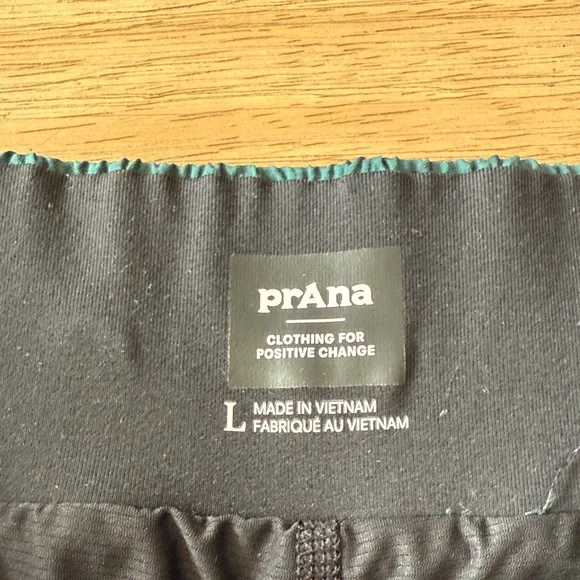 prAna
CLOTHING FOR
POSITIVE CHANGE
L MADE IN VIETNAM
FABRIQUÉ AU VIETNAM